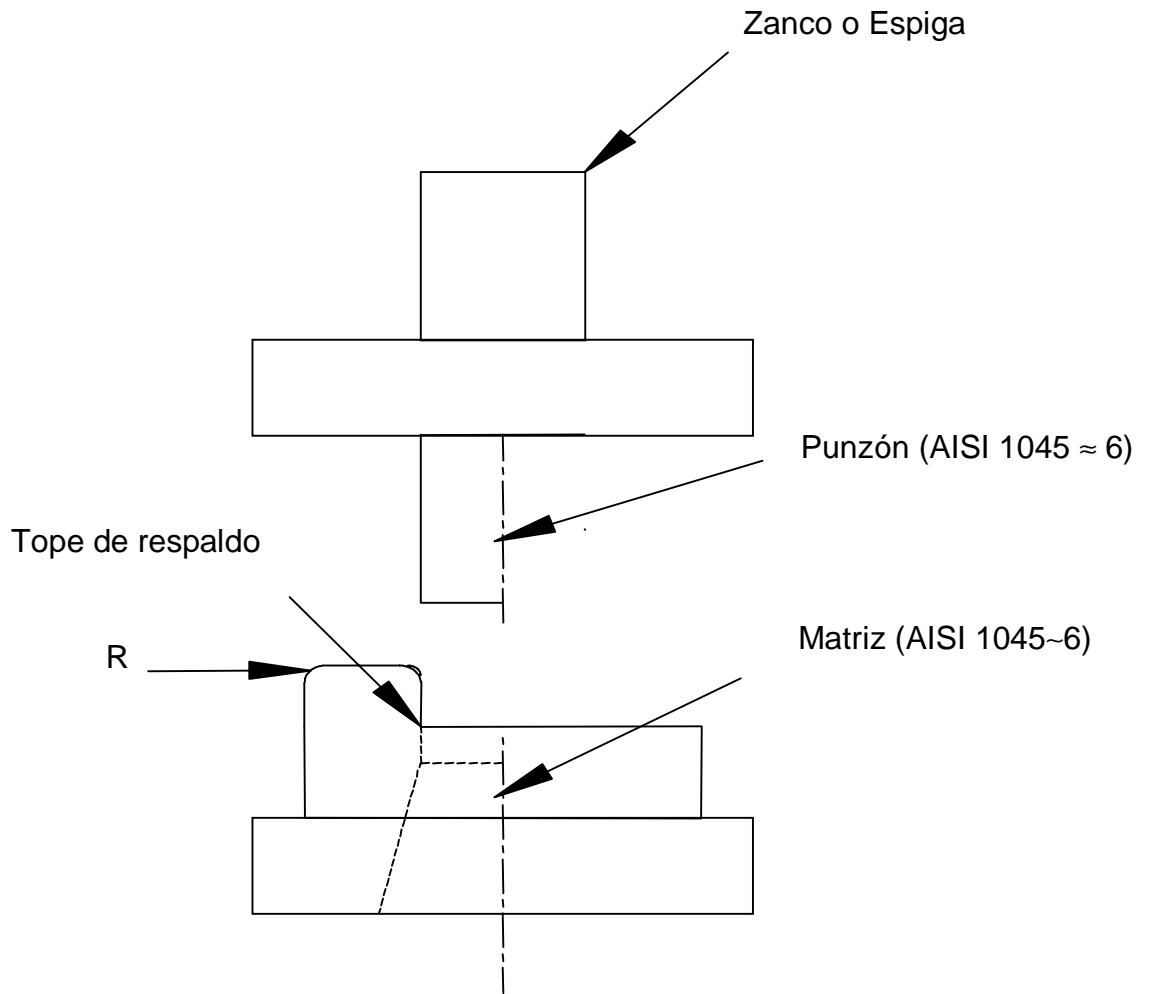 Zanco o Espiga
Punzón (AISI 1045 ≈ 6)
Tope de respaldo
Matriz (AISI 1045~6)
R